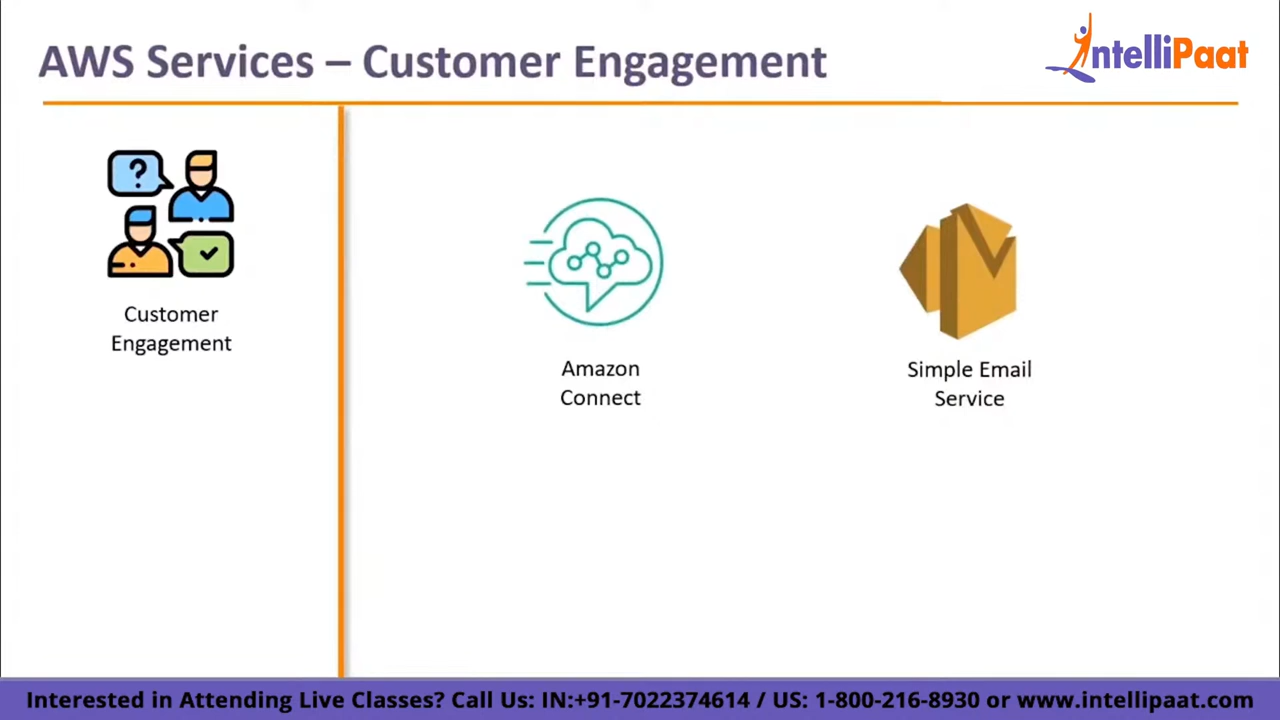 AWS Services – Customer Engagement
IntelliPaat
?
Customer
Engagement
Amazon
Connect
Simple Email
Service
Interested in Attending Live Classes? Call Us: IN:+91-7022374614 / US: 1-800-216-8930 or www.intellipaat.com